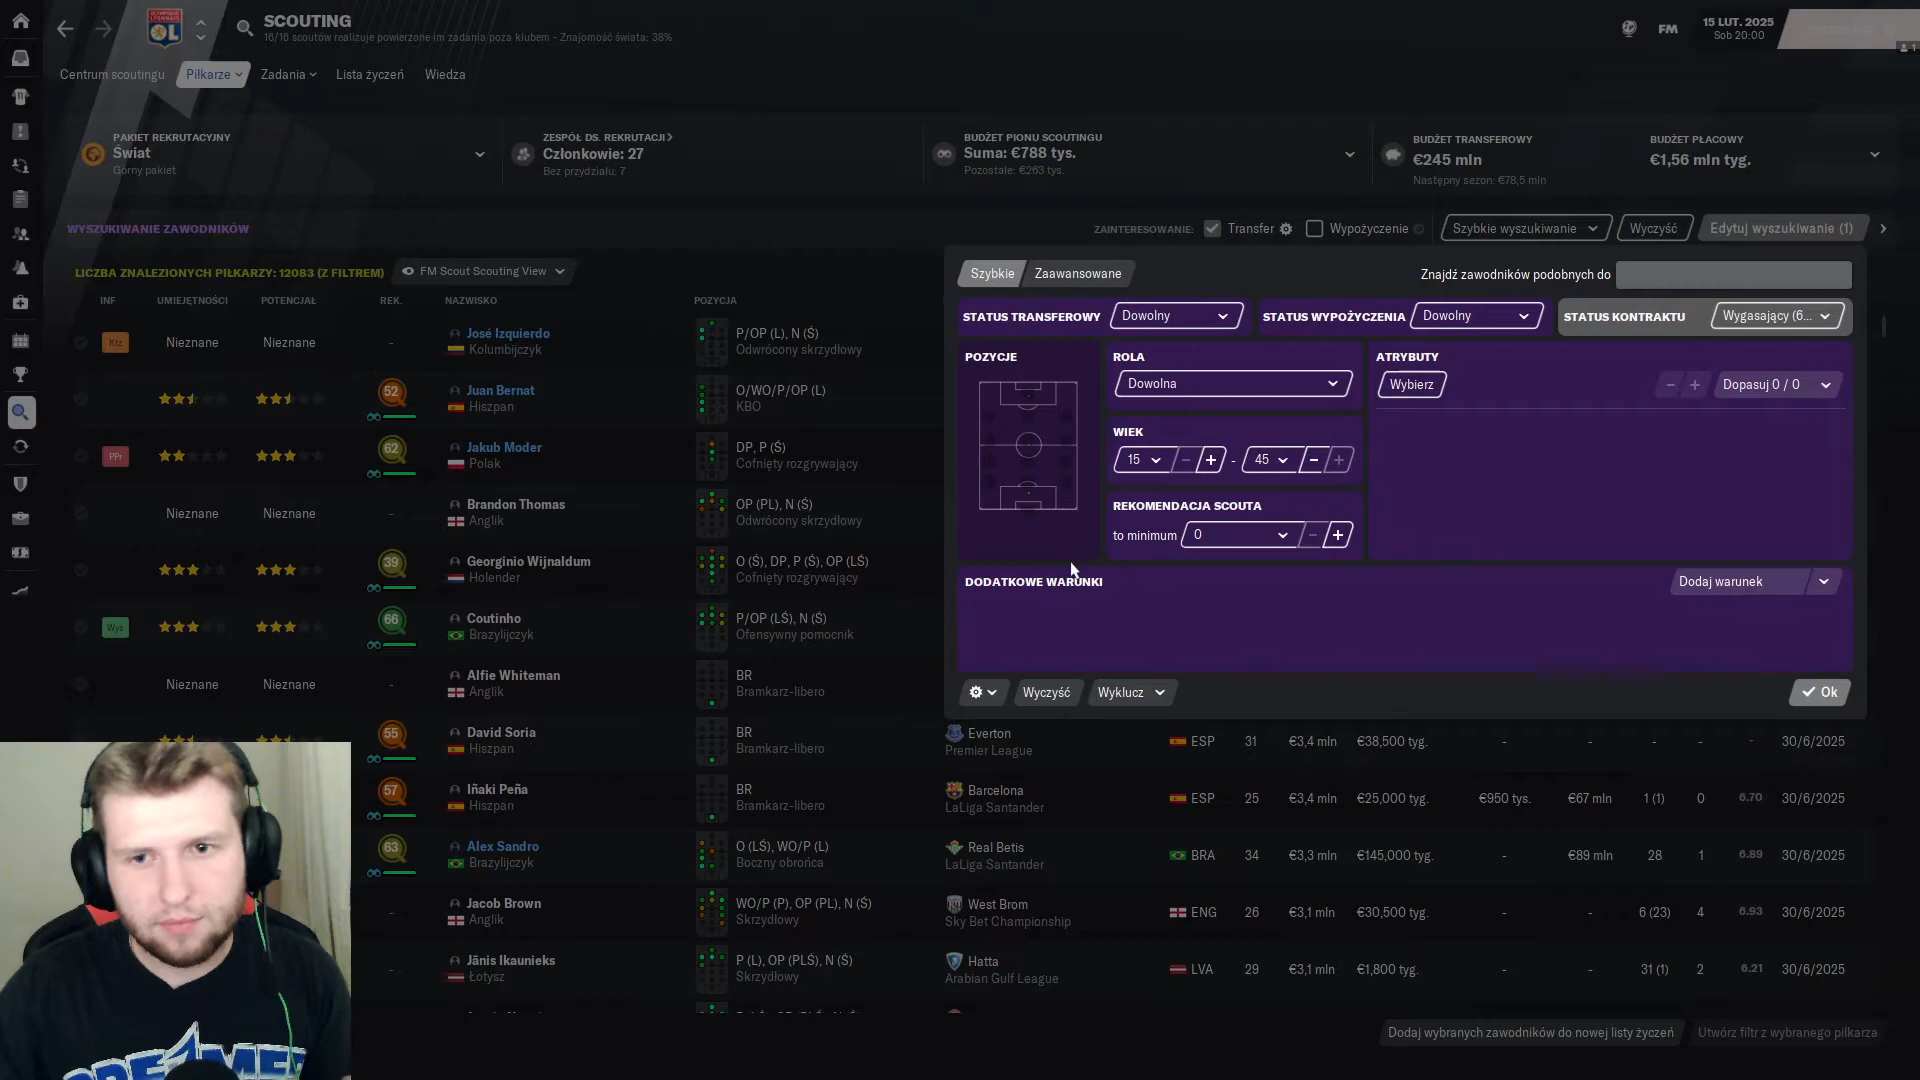 SCOUTING
16/16 scoutów realizuje powierzone im zadania poza klubem - Znajomość świata: 38%
FM
15 LUT. 2025
Sob 20:00
Centrum scoutingu
Piłkarze
Zadania
Lista życzeń
Wiedza
PAKIET REKRUTACYJNY
Świat
Górny pakiet
ZESPÓŁ DS. REKRUTACJI
Członkowie: 27
Bez przydziału: 7
BUDŻET PIONU SCOUTINGU
Suma: €788 tys.
Pozostałe: €263 tys.
BUDŻET TRANSFEROWY
€245 mln
Następny sezon: €78,5 mln
BUDŻET PŁACOWY
€1,56 mln tyg.
WYSZUKIWANIE ZAWODNIKÓW
ZAINTERESOWANIE: Transfer Wypożyczenie
Szybkie wyszukiwanie
Wyczyść
Edytuj wyszukiwanie (1)
LICZBA ZNALEZIONYCH PIŁKARZY: 12083 (Z FILTREM)
FM Scout Scouting View
INF UMIEJĘTNOŚCI POTENCJAŁ REK. NAZWISKO POZYCJA
Ktz Nieznane Nieznane - José Izquierdo P/OP (L), N (Ś)
Kolumbijczyk Odwrócony skrzydłowy
52 Juan Bernat O/WO/P/OP (L)
Hiszpan KBO
PPr 62 Jakub Moder DP, P (Ś)
Polak Cofnięty rozgrywający
Nieznane Nieznane - Brandon Thomas OP (PL), N (Ś)
Anglik Odwrócony skrzydłowy
39 Georginio Wijnaldum O (Ś), DP, P (Ś), OP (LŚ)
Holender Cofnięty rozgrywający
Wys 66 Coutinho P/OP (LŚ), N (Ś)
Brazylijczyk Ofensywny pomocnik
Nieznane Nieznane - Alfie Whiteman BR
Anglik Bramkarz-libero
Szybkie
Zaawansowane
Znajdź zawodników podobnych do
STATUS TRANSFEROWY Dowolny
STATUS WYPOŻYCZENIA Dowolny
STATUS KONTRAKTU Wygasający (6...
POZYCJE
ROLA
Dowolna
WIEK
15 - + - 45 - +
REKOMENDACJA SCOUTA
to minimum 0 - +
ATRYBUTY
Wybierz
- + Dopasuj 0 / 0
DODATKOWE WARUNKI
Dodaj warunek
Wyczyść
Wyklucz
Ok
55 David Soria BR Everton ESP 31 €3,4 mln €38,500 tyg. - - - - - 30/6/2025
Hiszpan Bramkarz-libero Premier League
57 Iñaki Peña BR Barcelona ESP 25 €3,4 mln €25,000 tyg. €950 tys. €67 mln 1 (1) 0 6.70 30/6/2025
Hiszpan Bramkarz-libero LaLiga Santander
63 Alex Sandro O (LŚ), WO/P (L) Real Betis BRA 34 €3,3 mln €145,000 tyg. - €89 mln 28 1 6.89 30/6/2025
Brazylijczyk Boczny obrońca LaLiga Santander
- Jacob Brown WO/P (P), OP (PL), N (Ś) West Brom ENG 26 €3,1 mln €30,500 tyg. - - 6 (23) 4 6.93 30/6/2025
Anglik Skrzydłowy Sky Bet Championship
- Jānis Ikaunieks P (L), OP (PLŚ), N (Ś) Hatta LVA 29 €3,1 mln €1,800 tyg. - - 31 (1) 2 6.21 30/6/2025
Łotysz Skrzydłowy Arabian Gulf League
Dodaj wybranych zawodników do nowej listy życzeń
Utwórz filtr z wybranego piłkarza